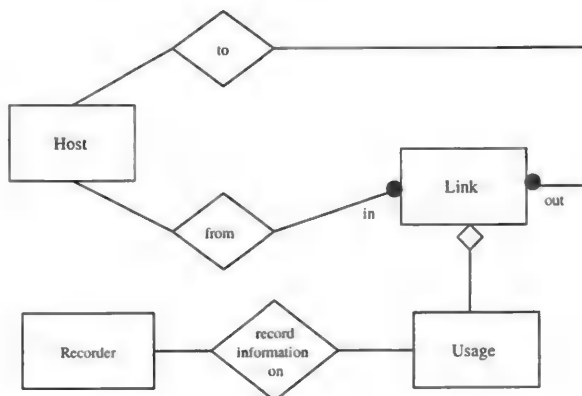 to
Host
Link
in
out
from
record
information
on
Recorder
Usage